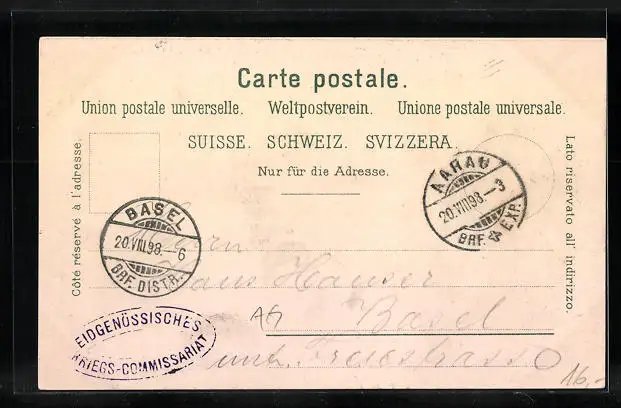 Carte postale.
Union postale universelle. Weltpostverein. Unione postale universale.
SUISSE. SCHWEIZ. SVIZZERA.
Nur für die Adresse.
Côté réservé à l'adresse.
Lato riservato all' indirizzo.
AARAU
20.VIII.98.–3
BRF. EXP.
BASEL
20.VIII.98.–6
BRF. DISTR.
Herrn
Hans Hauser
Basel
EIDGENÖSSISCHES
KRIEGS-COMMISSARIAT
16,-